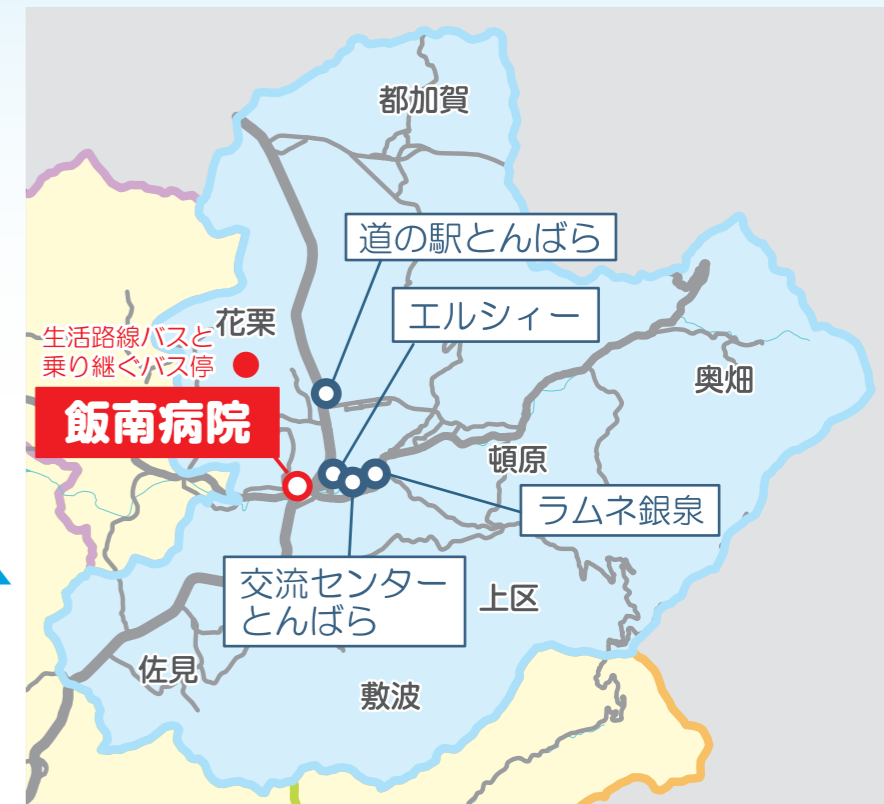 都加賀
道の駅とんばら
エルシィー
花栗
生活路線バスと
乗り継ぐバス停
飯南病院
奥畑
頓原
ラムネ銀泉
交流センター
とんばら
上区
佐見
敷波